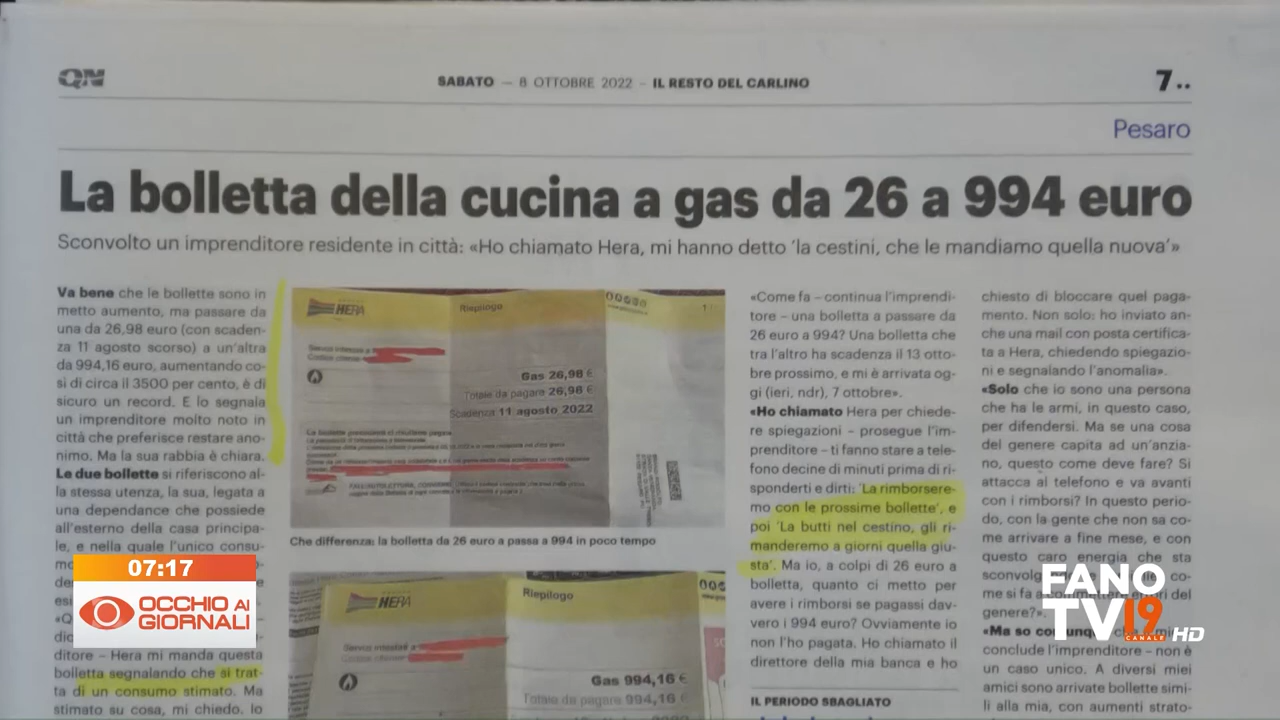 QN
SABATO — 8 OTTOBRE 2022 – IL RESTO DEL CARLINO
7..
Pesaro
La bolletta della cucina a gas da 26 a 994 euro
Sconvolto un imprenditore residente in città: «Ho chiamato Hera, mi hanno detto ‘la cestini, che le mandiamo quella nuova’»
Va bene che le bollette sono in
metto aumento, ma passare da
una da 26,98 euro (con scaden-
za 11 agosto scorso) a un’altra
da 994,16 euro, aumentando co-
sì di circa il 3500 per cento, è di
sicuro un record. E lo segnala
un imprenditore molto noto in
città che preferisce restare ano-
nimo. Ma la sua rabbia è chiara.
Le due bollette si riferiscono al-
la stessa utenza, la sua, legata a
una dependance che possiede
all’esterno della casa principa-
le, e nella quale l’unico consu-
ditore – Hera mi manda questa
bolletta segnalando che si trat-
ta di un consumo stimato. Ma
stimato su cosa, mi chiedo. Io
HERA
Riepilogo
Servizi intestati a
Codice cliente
Gas 26,98 €
Totale da pagare 26,98 €
Scadenza 11 agosto 2022
Che differenza: la bolletta da 26 euro a passa a 994 in poco tempo
HERA
Riepilogo
Servizi intestati a
Codice cliente
Gas 994,16 €
Totale da pagare 994,16 €
«Come fa – continua l’imprendi-
tore – una bolletta a passare da
26 euro a 994? Una bolletta che
tra l’altro ha scadenza il 13 otto-
bre prossimo, e mi è arrivata og-
gi (ieri, ndr), 7 ottobre».
«Ho chiamato Hera per chiede-
re spiegazioni – prosegue l’im-
prenditore – ti fanno stare a tele-
fono decine di minuti prima di ri-
sponderti e dirti: ‘La rimborsere-
mo con le prossime bollette’, e
poi ‘La butti nel cestino, gli ri-
manderemo a giorni quella giu-
sta’. Ma io, a colpi di 26 euro a
bolletta, quanto ci metto per
avere i rimborsi se pagassi dav-
vero i 994 euro? Ovviamente io
non l’ho pagata. Ho chiamato il
direttore della mia banca e ho
IL PERIODO SBAGLIATO
chiesto di bloccare quel paga-
mento. Non solo: ho inviato an-
che una mail con posta certifica-
ta a Hera, chiedendo spiegazio-
ni e segnalando l’anomalia».
«Solo che io sono una persona
che ha le armi, in questo caso,
per difendersi. Ma se una cosa
del genere capita ad un’anzia-
no, questo come deve fare? Si
attacca al telefono e va avanti
con i rimborsi? In questo perio-
do, con la gente che non sa co-
me arrivare a fine mese, e con
questo caro energia che sta
me si fa a commettere errori del
genere?».
conclude l’imprenditore – non è
un caso unico. A diversi miei
amici sono arrivate bollette simi-
li alla mia, con aumenti strato-
07:17
OCCHIO AI
GIORNALI
FANO
TV19
CANALE
HD